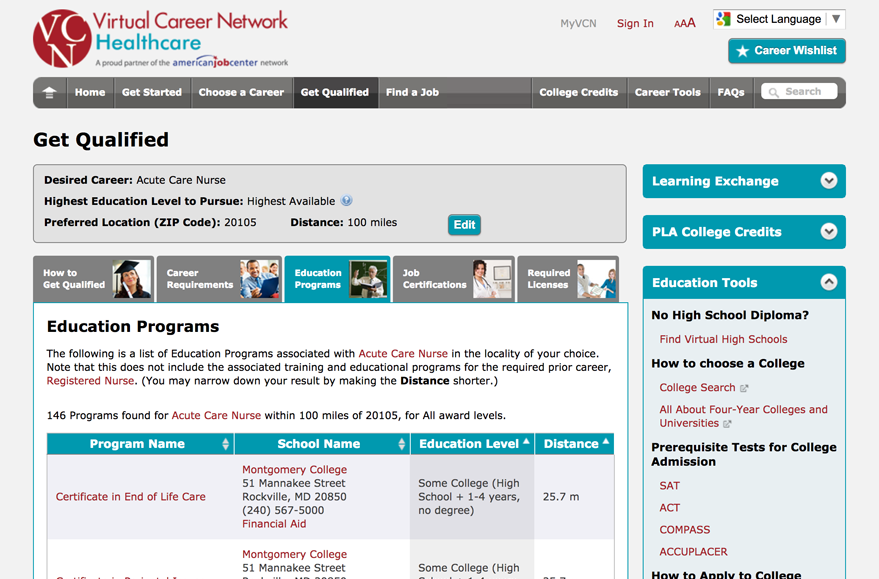 VCN
Virtual Career Network
Healthcare
A proud partner of the americanjobcenter network
MyVCN
Sign In
AAA
Select Language ▼
Career Wishlist
Home
Get Started
Choose a Career
Get Qualified
Find a Job
College Credits
Career Tools
FAQs
Search
Get Qualified
Desired Career: Acute Care Nurse
Highest Education Level to Pursue: Highest Available ?
Preferred Location (ZIP Code): 20105 Distance: 100 miles
Edit
How to
Get Qualified
Career
Requirements
Education
Programs
Job
Certifications
Required
Licenses
Education Programs
The following is a list of Education Programs associated with Acute Care Nurse in the locality of your choice.
Note that this does not include the associated training and educational programs for the required prior career,
Registered Nurse. (You may narrow down your result by making the Distance shorter.)
146 Programs found for Acute Care Nurse within 100 miles of 20105, for All award levels.
Program Name
School Name
Education Level
Distance
Certificate in End of Life Care
Montgomery College
51 Mannakee Street
Rockville, MD 20850
(240) 567-5000
Financial Aid
Some College (High
School + 1-4 years,
no degree)
25.7 m
Montgomery College
51 Mannakee Street
Some College (High
Learning Exchange
PLA College Credits
Education Tools
No High School Diploma?
Find Virtual High Schools
How to choose a College
College Search
All About Four-Year Colleges and
Universities
Prerequisite Tests for College
Admission
SAT
ACT
COMPASS
ACCUPLACER
How to Apply to College